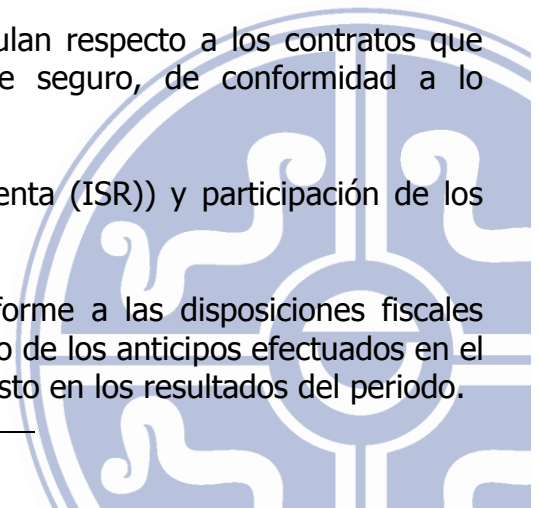 ulan respecto a los contratos que
e seguro, de conformidad a lo
enta (ISR)) y participación de los
forme a las disposiciones fiscales
o de los anticipos efectuados en el
sto en los resultados del periodo.